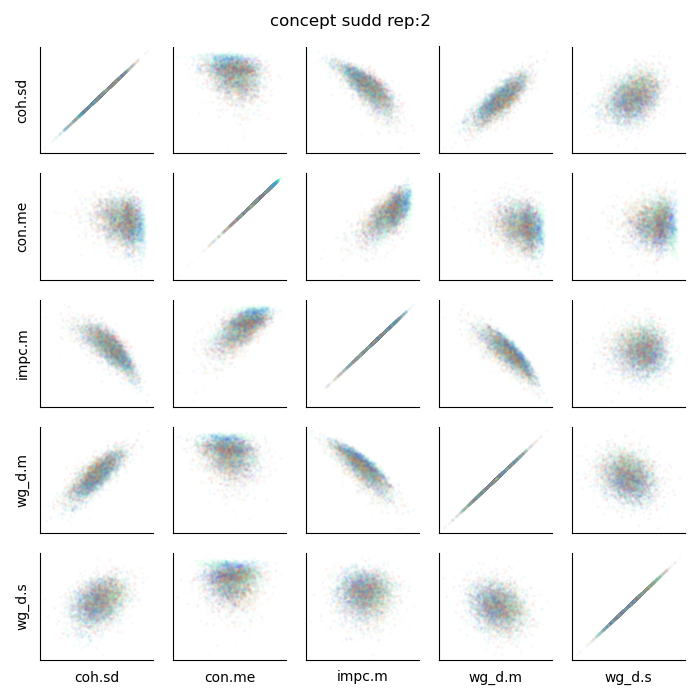 concept sudd rep:2
coh.sd
con.me
impc.m
wg_d.m
wg_d.s
coh.sd
con.me
impc.m
wg_d.m
wg_d.s